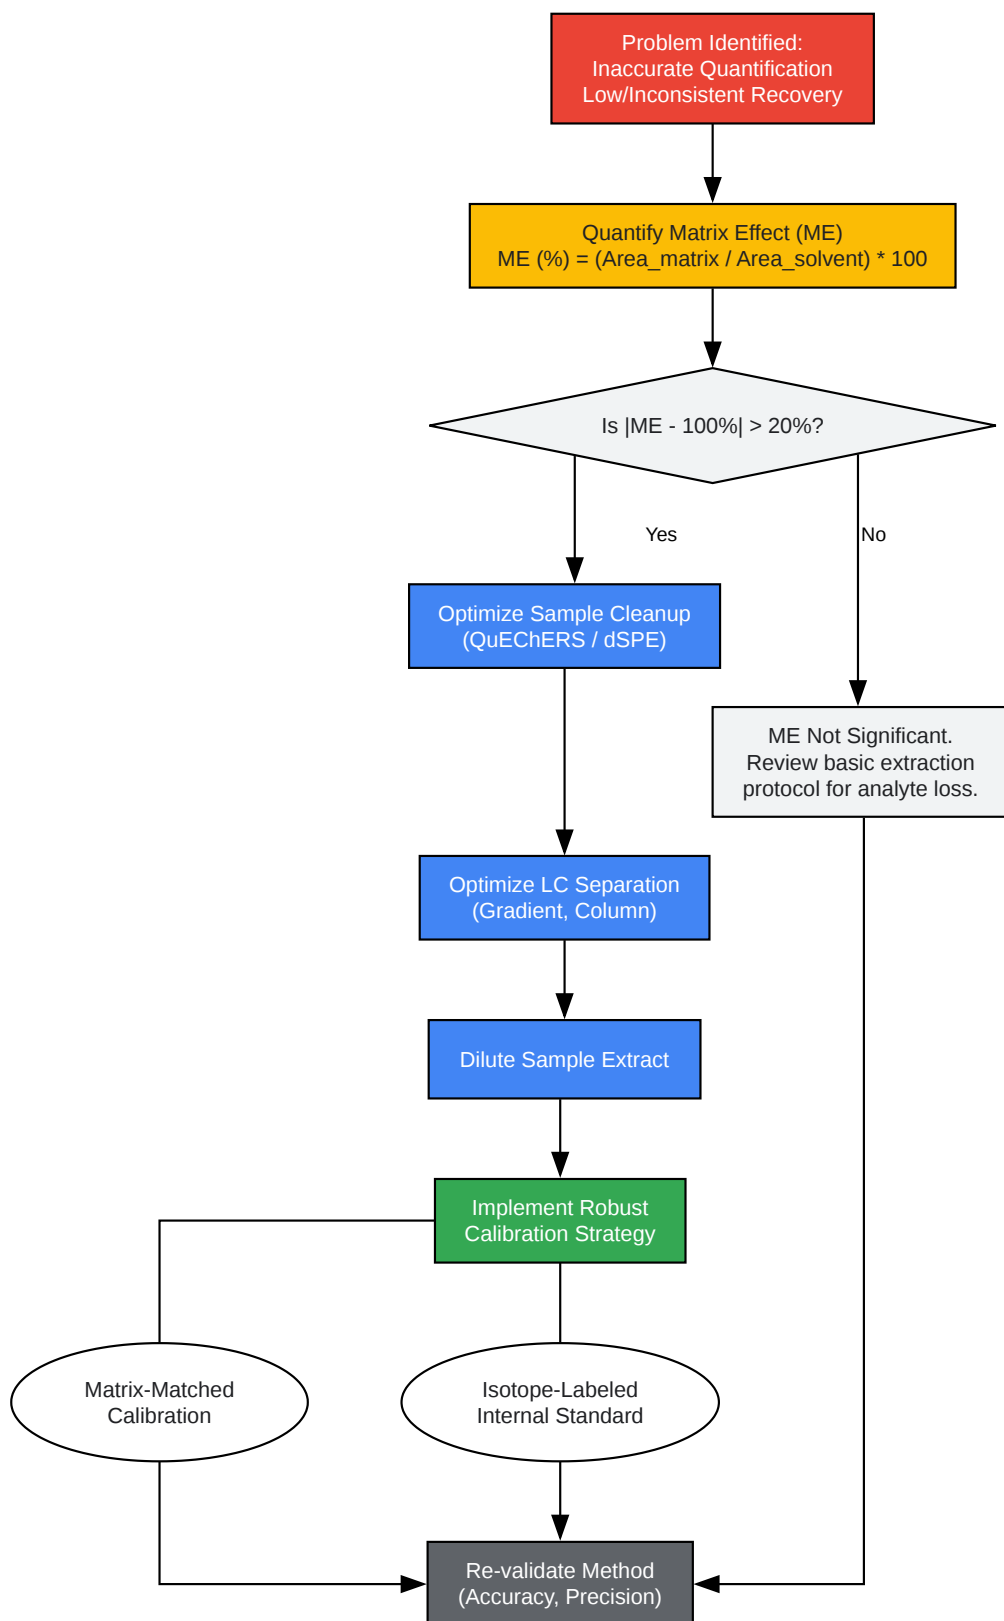 Problem Identified:
Inaccurate Quantification
Low/Inconsistent Recovery
Quantify Matrix Effect (ME)
ME (%) = (Area_matrix / Area_solvent) * 100
Is |ME - 100%| > 20%?
Yes
No
Optimize Sample Cleanup
(QuEChERS / dSPE)
ME Not Significant.
Review basic extraction
protocol for analyte loss.
Optimize LC Separation
(Gradient, Column)
Dilute Sample Extract
Implement Robust
Calibration Strategy
Matrix-Matched
Calibration
Isotope-Labeled
Internal Standard
Re-validate Method
(Accuracy, Precision)